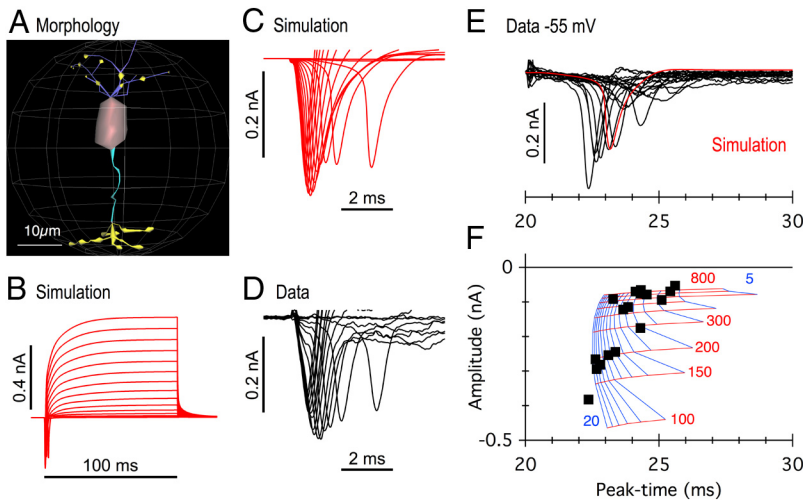 A Morphology
10μm
B Simulation
0.4 nA
100 ms
C Simulation
0.2 nA
2 ms
D Data
0.2 nA
2 ms
E Data -55 mV
0.2 nA
Simulation
20 25 30
F
0
-0.5
Amplitude (nA)
800 5
300
200
150
20 100
20 25 30
Peak-time (ms)